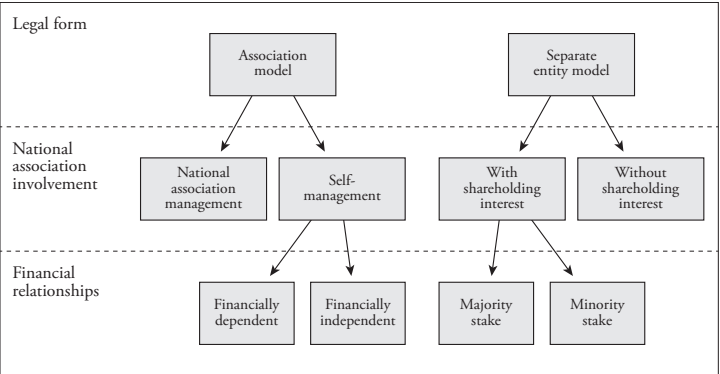 Legal form
Association
model
Separate
entity model
National
association
involvement
National
association
management
Self-
management
With
shareholding
interest
Without
shareholding
interest
Financial
relationships
Financially
dependent
Financially
independent
Majority
stake
Minority
stake